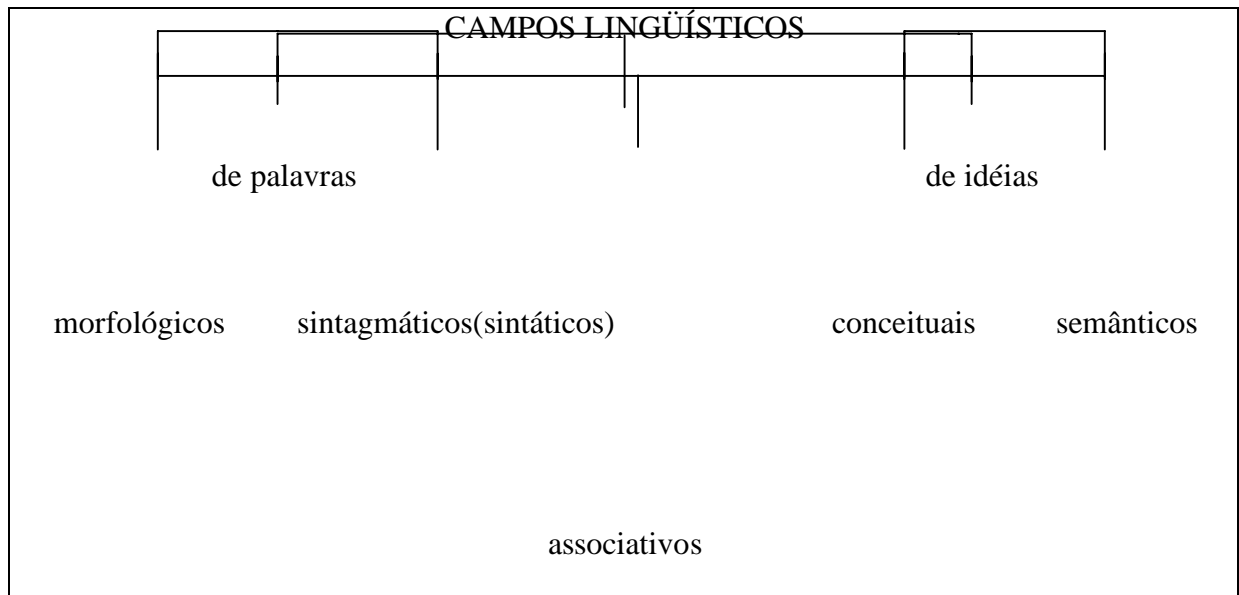 CAMPOS LINGÜÍSTICOS
de palavras de idéias
morfológicos sintagmáticos(sintáticos) conceituais semânticos
associativos